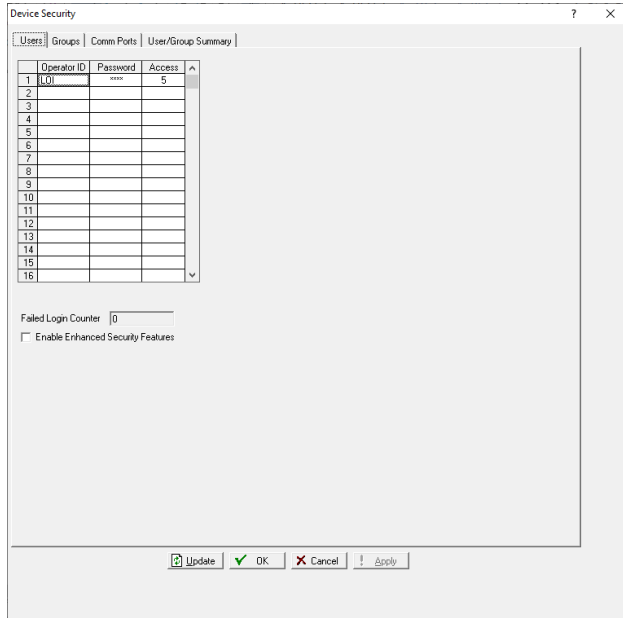 Device Security ?
Users Groups Comm Ports User/Group Summary
Operator ID Password Access
1 LOI **** 5
2
3
4
5
6
7
8
9
10
11
12
13
14
15
16
Failed Login Counter 0
Enable Enhanced Security Features
Update OK Cancel ! Apply